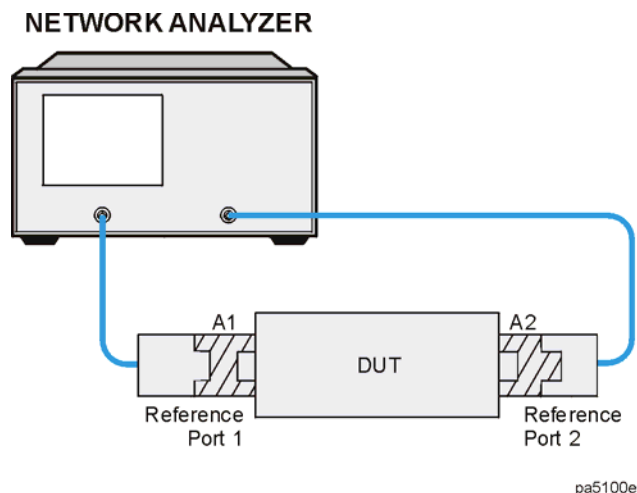 NETWORK ANALYZER
A1
DUT
A2
Reference
Port 1
Reference
Port 2
pa5100e